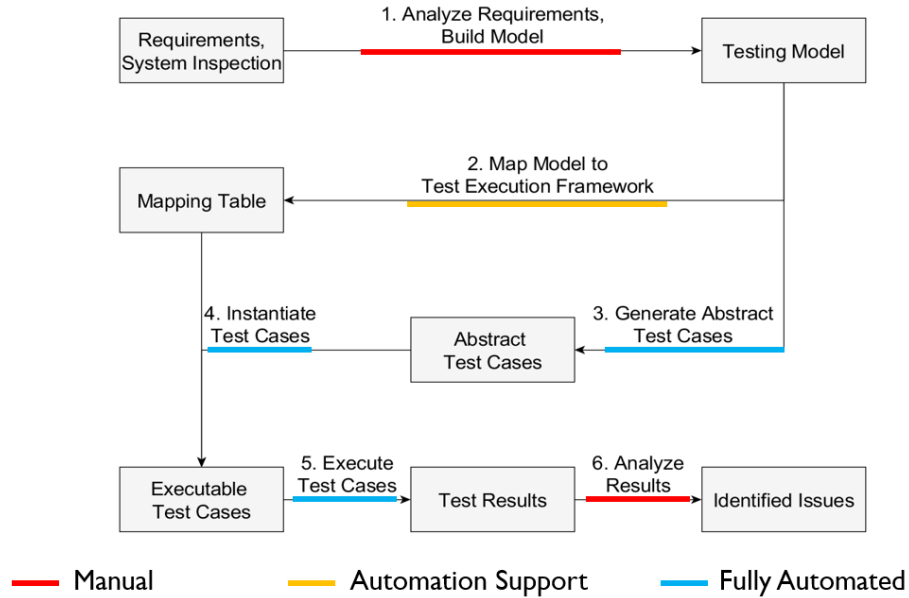 1. Analyze Requirements,
Build Model
Requirements,
System Inspection
Testing Model
2. Map Model to
Test Execution Framework
Mapping Table
4. Instantiate
Test Cases
Abstract
Test Cases
3. Generate Abstract
Test Cases
Executable
Test Cases
5. Execute
Test Cases
Test Results
6. Analyze
Results
Identified Issues
Manual
Automation Support
Fully Automated